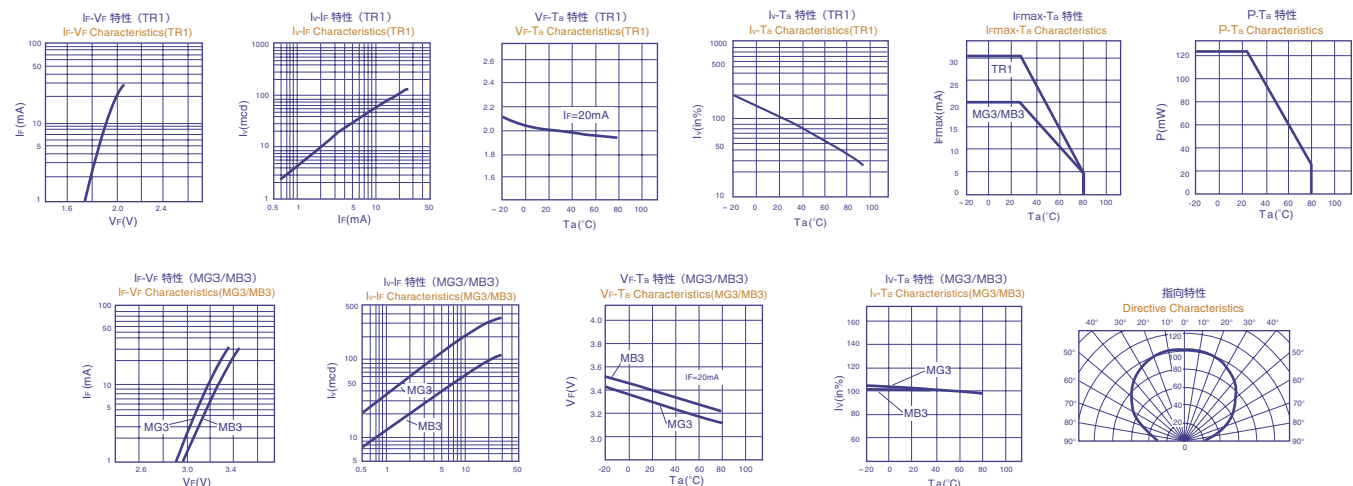 IF-VF 特性（TR1）
IF-VF Characteristics(TR1)
100
50
10
5
1
IF (mA)
1.6 2.0 2.4
VF(V)
Iv-IF 特性（TR1）
Iv-IF Characteristics(TR1)
1000
100
10
1
Iv(mcd)
0.5 1 5 10 50
IF(mA)
VF-Ta 特性（TR1）
VF-Ta Characteristics(TR1)
2.6
2.4
2.2
2.0
1.8
1.6
VF(V)
IF=20mA
-20 0 20 40 60 80 100
Ta(°C)
Iv-Ta 特性（TR1）
Iv-Ta Characteristics(TR1)
1000
500
100
50
10
Iv(in%)
-20 0 20 40 60 80 100
Ta(°C)
IFmax-Ta 特性
IFmax-Ta Characteristics
30
25
20
15
10
5
0
IFmax(mA)
TR1
MG3/MB3
-20 0 20 40 60 80 100
Ta(°C)
P-Ta 特性
P-Ta Characteristics
120
100
80
60
40
20
0
P(mW)
-20 0 20 40 60 80 100
Ta(°C)
IF-VF 特性（MG3/MB3）
IF-VF Characteristics(MG3/MB3)
100
50
10
5
1
IF (mA)
MG3 MB3
2.6 3.0 3.4
VF(V)
Iv-IF 特性（MG3/MB3）
Iv-IF Characteristics(MG3/MB3)
500
100
50
10
5
Iv(mcd)
MG3
MB3
0.5 1 5 10 50
IF(mA)
VF-Ta 特性（MG3/MB3）
VF-Ta Characteristics(MG3/MB3)
4.0
3.8
3.6
3.4
3.2
3.0
VF(V)
MB3
IF=20mA
MG3
-20 0 20 40 60 80 100
Ta(°C)
Iv-Ta 特性（MG3/MB3）
Iv-Ta Characteristics(MG3/MB3)
160
140
120
100
80
60
Iv(in%)
MG3
MB3
-20 0 20 40 60 80 100
Ta(°C)
指向特性
Directive Characteristics
40° 30° 20° 10° 0° 10° 20° 30° 40°
50° 120 50°
100
60° 80 60°
70° 60 70°
40
80° 20 80°
90° 90°
0